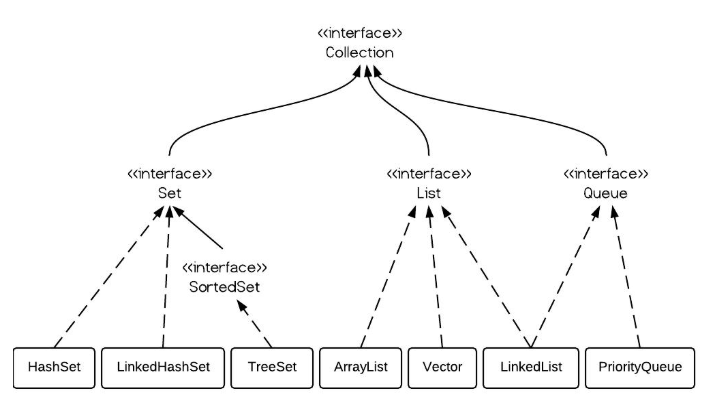 <<interface>>
Collection
<<interface>>
Set
<<interface>>
List
<<interface>>
Queue
<<interface>>
SortedSet
HashSet
LinkedHashSet
TreeSet
ArrayList
Vector
LinkedList
PriorityQueue